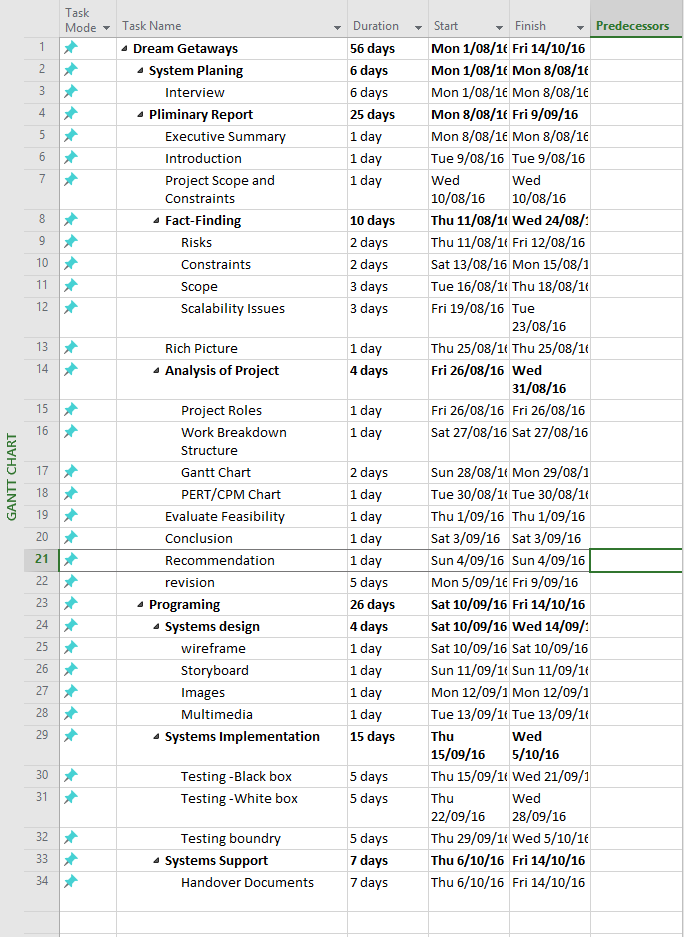 Task Mode Task Name Duration Start Finish Predecessors
1 Dream Getaways 56 days Mon 1/08/16 Fri 14/10/16
2 System Planing 6 days Mon 1/08/16 Mon 8/08/16
3 Interview 6 days Mon 1/08/16 Mon 8/08/16
4 Pliminary Report 25 days Mon 8/08/16 Fri 9/09/16
5 Executive Summary 1 day Mon 8/08/16 Mon 8/08/16
6 Introduction 1 day Tue 9/08/16 Tue 9/08/16
7 Project Scope and Constraints 1 day Wed 10/08/16 Wed 10/08/16
8 Fact-Finding 10 days Thu 11/08/16 Wed 24/08/1
9 Risks 2 days Thu 11/08/16 Fri 12/08/16
10 Constraints 2 days Sat 13/08/16 Mon 15/08/1
11 Scope 3 days Tue 16/08/16 Thu 18/08/16
12 Scalability Issues 3 days Fri 19/08/16 Tue 23/08/16
13 Rich Picture 1 day Thu 25/08/16 Thu 25/08/16
14 Analysis of Project 4 days Fri 26/08/16 Wed 31/08/16
15 Project Roles 1 day Fri 26/08/16 Fri 26/08/16
16 Work Breakdown Structure 1 day Sat 27/08/16 Sat 27/08/16
17 Gantt Chart 2 days Sun 28/08/16 Mon 29/08/1
18 PERT/CPM Chart 1 day Tue 30/08/16 Tue 30/08/16
19 Evaluate Feasibility 1 day Thu 1/09/16 Thu 1/09/16
20 Conclusion 1 day Sat 3/09/16 Sat 3/09/16
21 Recommendation 1 day Sun 4/09/16 Sun 4/09/16
22 revision 5 days Mon 5/09/16 Fri 9/09/16
23 Programing 26 days Sat 10/09/16 Fri 14/10/16
24 Systems design 4 days Sat 10/09/16 Wed 14/09/1
25 wireframe 1 day Sat 10/09/16 Sat 10/09/16
26 Storyboard 1 day Sun 11/09/16 Sun 11/09/16
27 Images 1 day Mon 12/09/1 Mon 12/09/1
28 Multimedia 1 day Tue 13/09/16 Tue 13/09/16
29 Systems Implementation 15 days Thu 15/09/16 Wed 5/10/16
30 Testing -Black box 5 days Thu 15/09/16 Wed 21/09/1
31 Testing -White box 5 days Thu 22/09/16 Wed 28/09/16
32 Testing boundry 5 days Thu 29/09/16 Wed 5/10/16
33 Systems Support 7 days Thu 6/10/16 Fri 14/10/16
34 Handover Documents 7 days Thu 6/10/16 Fri 14/10/16
GANTT CHART